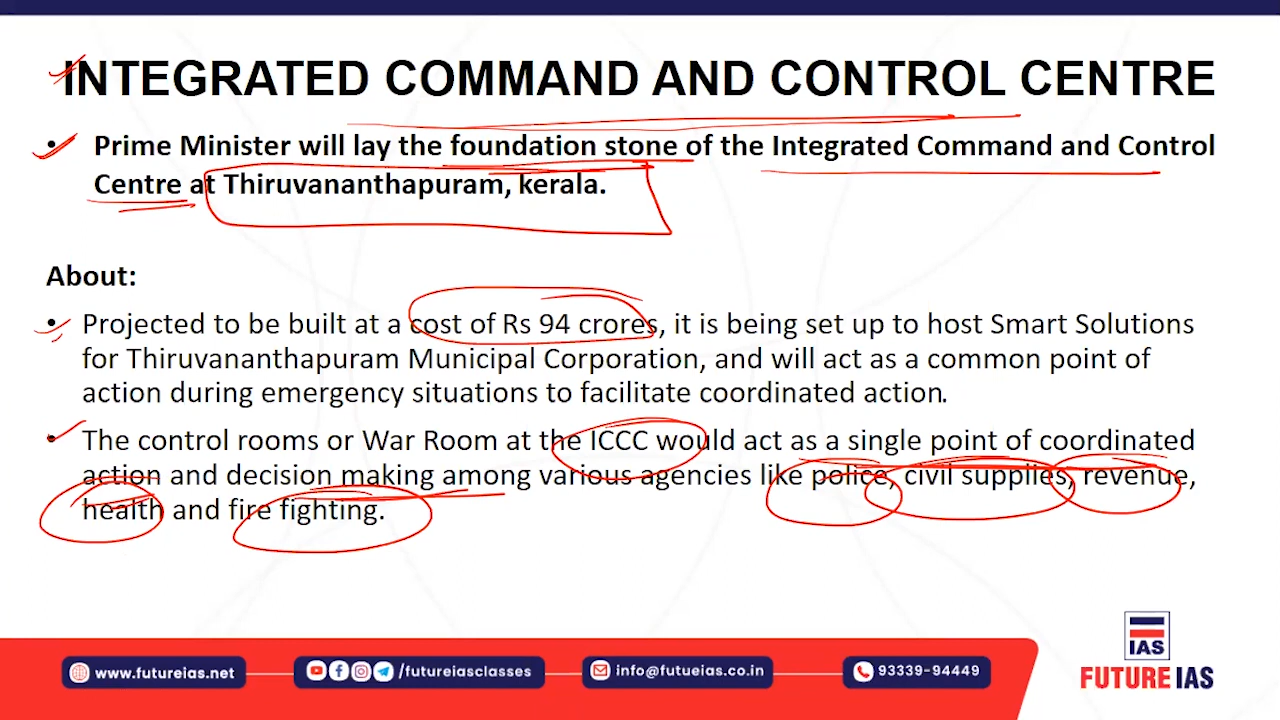 INTEGRATED COMMAND AND CONTROL CENTRE
• Prime Minister will lay the foundation stone of the Integrated Command and Control
Centre at Thiruvananthapuram, kerala.
About:
• Projected to be built at a cost of Rs 94 crores, it is being set up to host Smart Solutions
for Thiruvananthapuram Municipal Corporation, and will act as a common point of
action during emergency situations to facilitate coordinated action.
• The control rooms or War Room at the ICCC would act as a single point of coordinated
action and decision making among various agencies like police, civil supplies, revenue,
health and fire fighting.
IAS
www.futureias.net
/futureiasclasses
info@futueias.co.in
93339-94449
FUTURE IAS